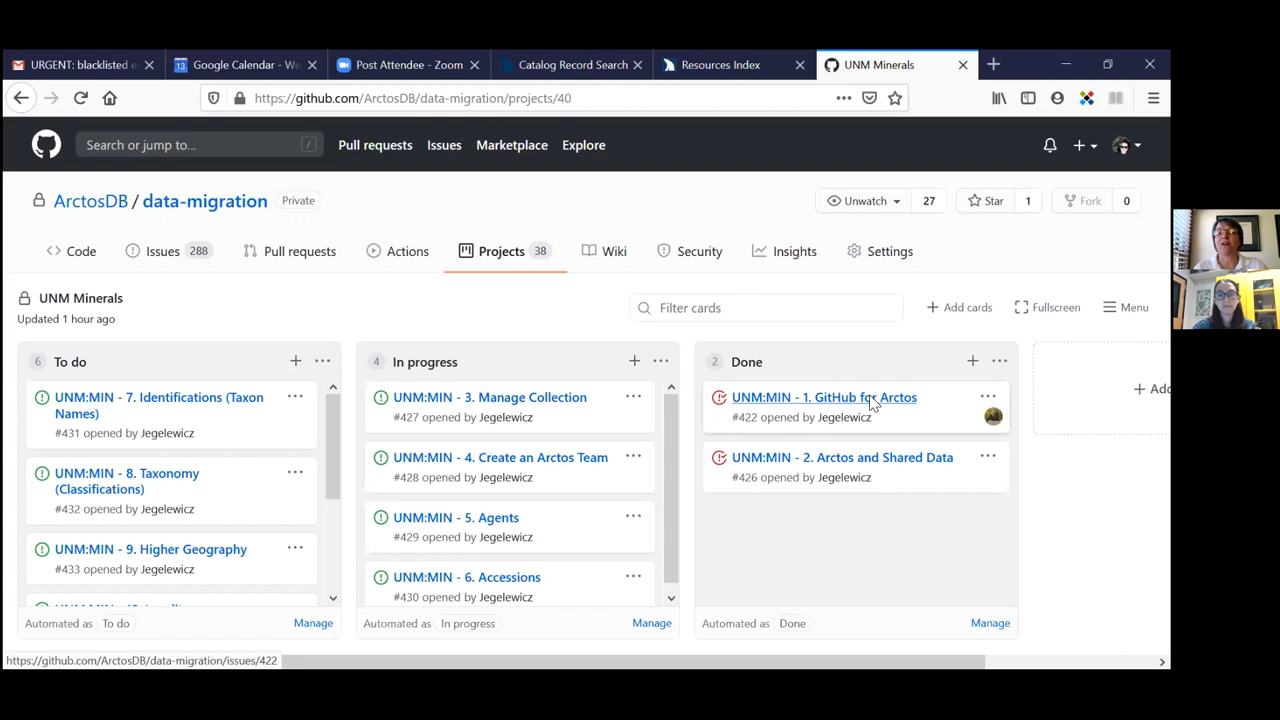 URGENT: blacklisted e
Google Calendar - We
Post Attendee - Zoom
Catalog Record Search
Resources Index
UNM Minerals
https://github.com/ArctosDB/data-migration/projects/40
Search or jump to...
/
Pull requests
Issues
Marketplace
Explore
ArctosDB / data-migration
Private
Unwatch
27
Star
1
Fork
0
Code
Issues 288
Pull requests
Actions
Projects 38
Wiki
Security
Insights
Settings
UNM Minerals
Updated 1 hour ago
Filter cards
Add cards
Fullscreen
Menu
6 To do
UNM:MIN - 7. Identifications (Taxon
Names)
#431 opened by Jegelewicz
UNM:MIN - 8. Taxonomy
(Classifications)
#432 opened by Jegelewicz
UNM:MIN - 9. Higher Geography
#433 opened by Jegelewicz
Automated as To do
Manage
4 In progress
UNM:MIN - 3. Manage Collection
#427 opened by Jegelewicz
UNM:MIN - 4. Create an Arctos Team
#428 opened by Jegelewicz
UNM:MIN - 5. Agents
#429 opened by Jegelewicz
UNM:MIN - 6. Accessions
#430 opened by Jegelewicz
Automated as In progress
Manage
2 Done
UNM:MIN - 1. GitHub for Arctos
#422 opened by Jegelewicz
UNM:MIN - 2. Arctos and Shared Data
#426 opened by Jegelewicz
Automated as Done
Manage
Add
https://github.com/ArctosDB/data-migration/issues/422